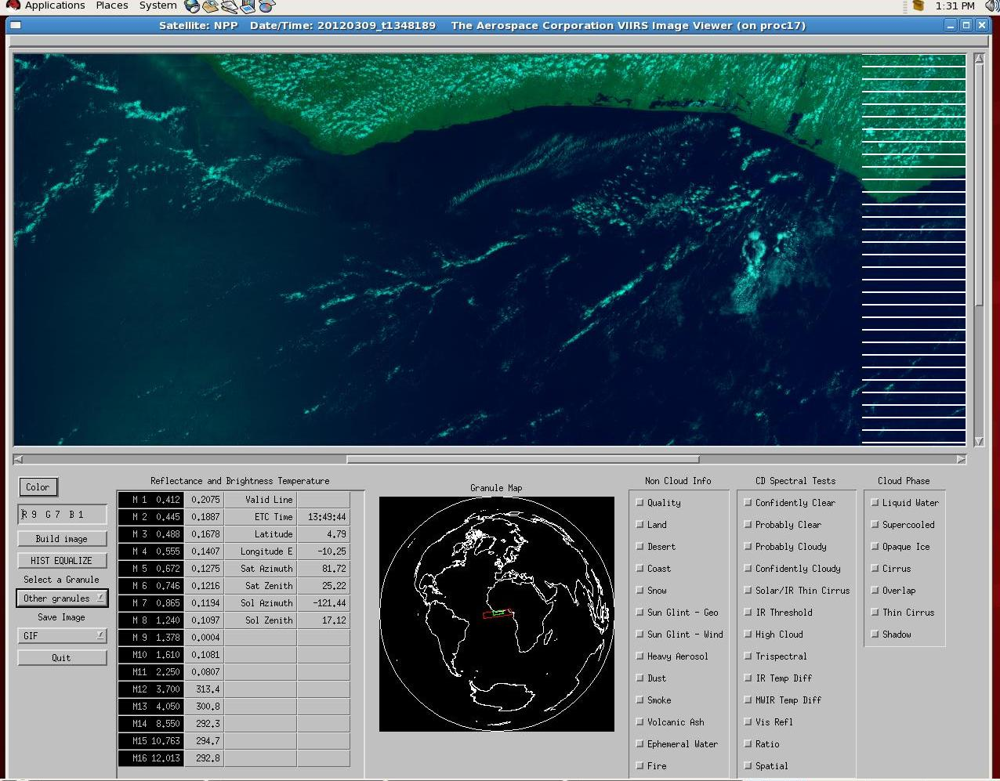 Applications Places System 1:31 PM
Satellite: NPP Date/Time: 20120309_t1348189 The Aerospace Corporation VIIRS Image Viewer (on proc17)
Color
R 9 G 7 B 1
Build image
HIST EQUALIZE
Select a Granule
Other granules
Save Image
GIF
Quit
Reflectance and Brightness Temperature
M 1 0.412 0.2075 Valid Line
M 2 0.445 0.1887 ETC Time 13:49:44
M 3 0.488 0.1678 Latitude 4.79
M 4 0.555 0.1407 Longitude E -10.25
M 5 0.672 0.1275 Sat Azimuth 81.72
M 6 0.746 0.1216 Sat Zenith 25.22
M 7 0.865 0.1194 Sol Azimuth -121.44
M 8 1.240 0.1097 Sol Zenith 17.12
M 9 1.378 0.0004
M10 1.610 0.1081
M11 2.250 0.0807
M12 3.700 313.4
M13 4.050 300.8
M14 8.550 292.3
M15 10.763 294.7
M16 12.013 292.8
Granule Map
Non Cloud Info
Quality
Land
Desert
Coast
Snow
Sun Glint - Geo
Sun Glint - Wind
Heavy Aerosol
Dust
Smoke
Volcanic Ash
Ephemeral Water
Fire
CD Spectral Tests
Confidently Clear
Probably Clear
Probably Cloudy
Confidently Cloudy
Solar/IR Thin Cirrus
IR Threshold
High Cloud
Trispectral
IR Temp Diff
MWIR Temp Diff
Vis Refl
Ratio
Spatial
Cloud Phase
Liquid Water
Supercooled
Opaque Ice
Cirrus
Overlap
Thin Cirrus
Shadow